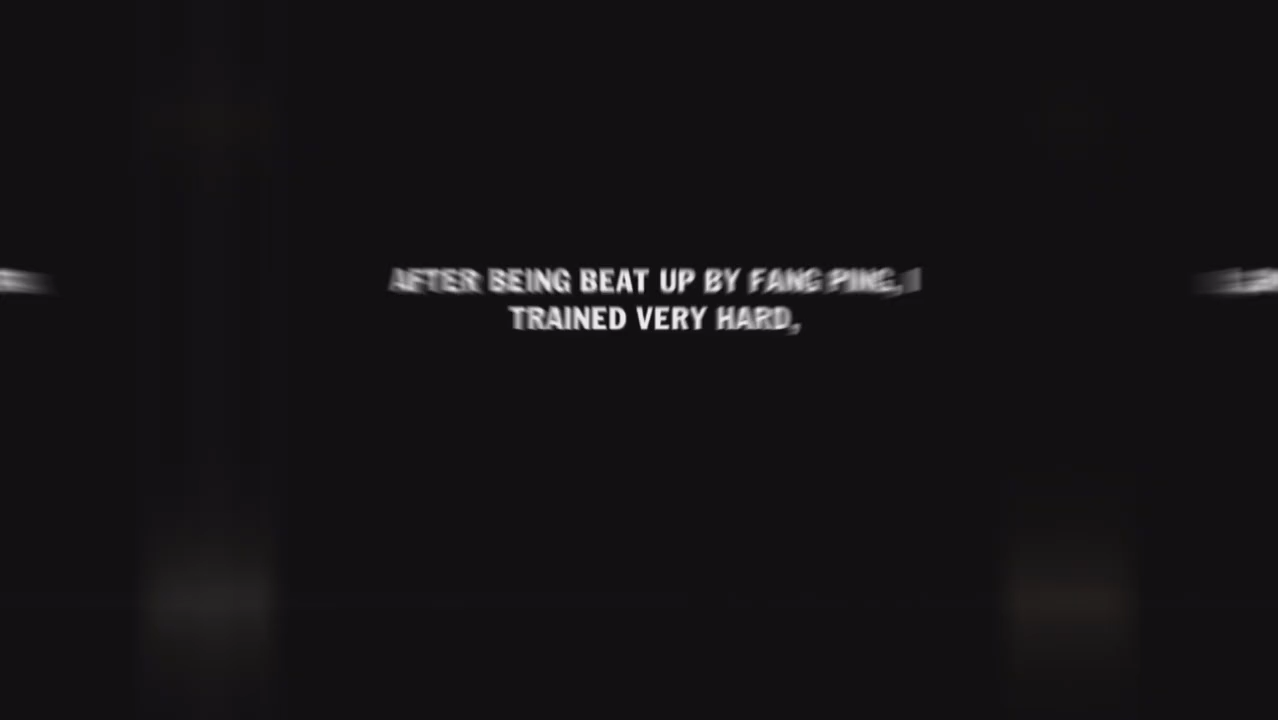 AFTER BEING BEAT UP BY FANG PING, I
TRAINED VERY HARD,